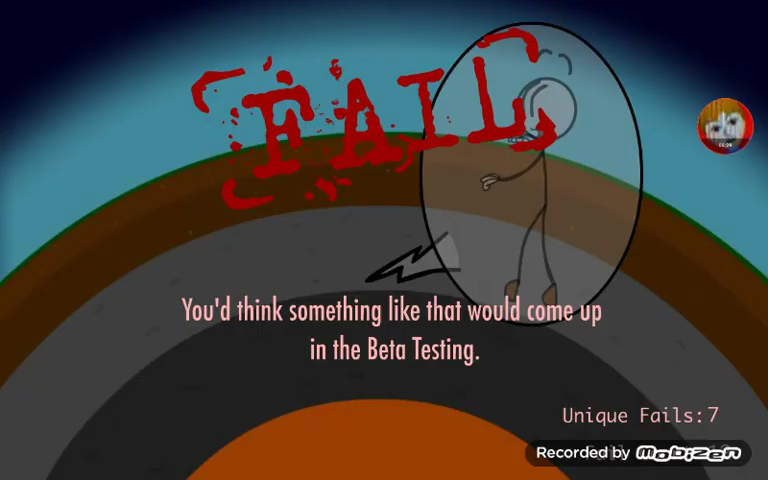 FAIL
You'd think something like that would come up
in the Beta Testing.
Unique Fails:7
Recorded by Mobizen